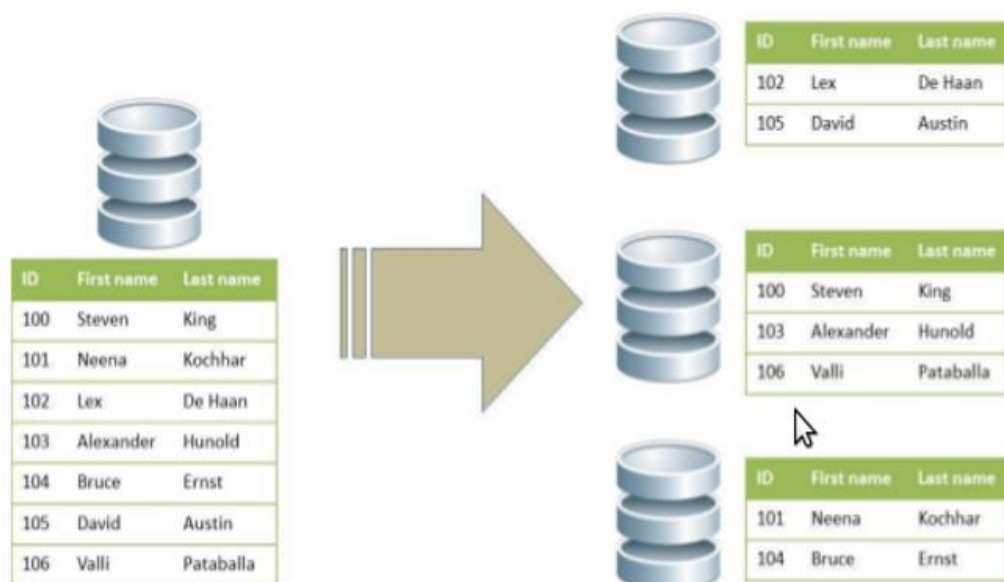 ID First name Last name
100 Steven King
101 Neena Kochhar
102 Lex De Haan
103 Alexander Hunold
104 Bruce Ernst
105 David Austin
106 Valli Pataballa
ID First name Last name
102 Lex De Haan
105 David Austin
ID First name Last name
100 Steven King
103 Alexander Hunold
106 Valli Pataballa
ID First name Last name
101 Neena Kochhar
104 Bruce Ernst